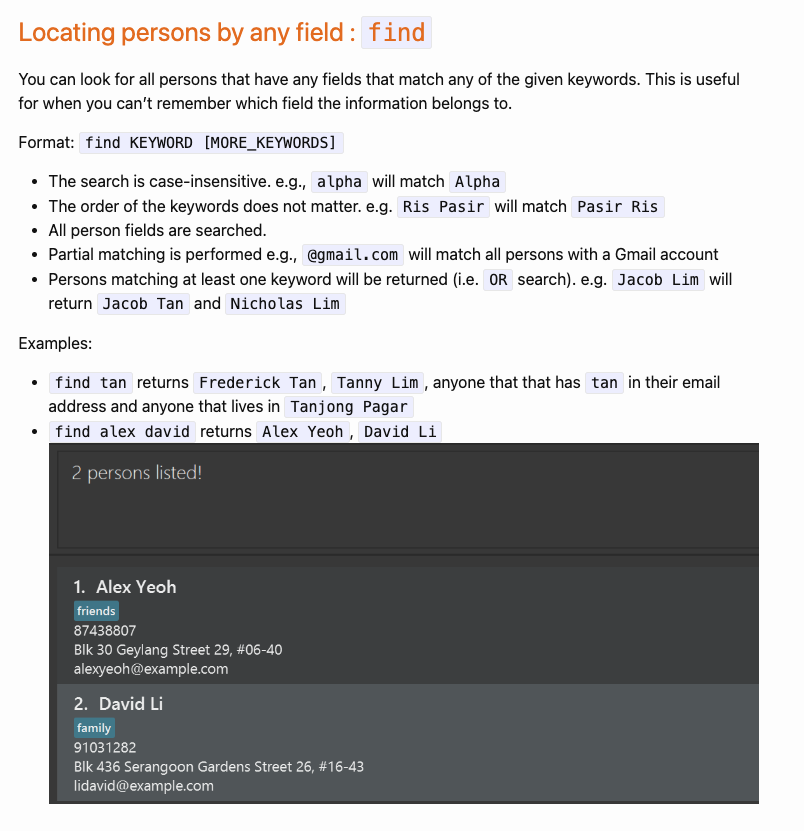 Locating persons by any field : find
You can look for all persons that have any fields that match any of the given keywords. This is useful
for when you can’t remember which field the information belongs to.
Format: find KEYWORD [MORE_KEYWORDS]
• The search is case-insensitive. e.g., alpha will match Alpha
• The order of the keywords does not matter. e.g. Ris Pasir will match Pasir Ris
• All person fields are searched.
• Partial matching is performed e.g., @gmail.com will match all persons with a Gmail account
• Persons matching at least one keyword will be returned (i.e. OR search). e.g. Jacob Lim will
return Jacob Tan and Nicholas Lim
Examples:
• find tan returns Frederick Tan, Tanny Lim, anyone that that has tan in their email
address and anyone that lives in Tanjong Pagar
• find alex david returns Alex Yeoh, David Li
2 persons listed!
1. Alex Yeoh
friends
87438807
Blk 30 Geylang Street 29, #06-40
alexyeoh@example.com
2. David Li
family
91031282
Blk 436 Serangoon Gardens Street 26, #16-43
lidavid@example.com